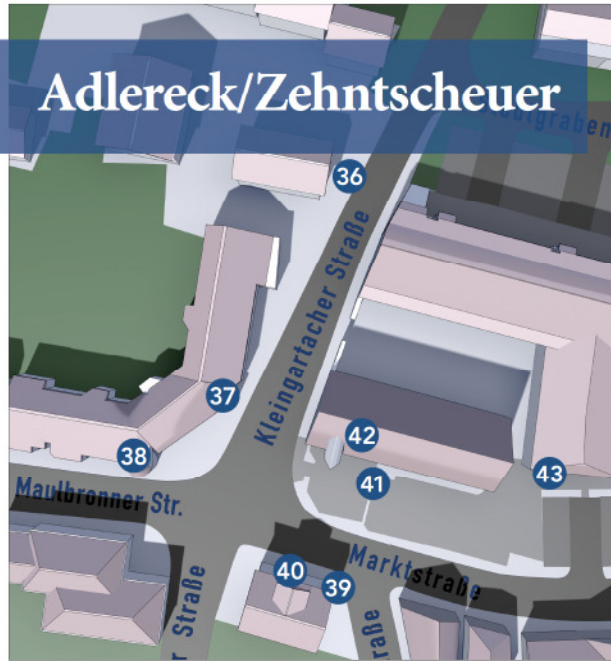 Adlereck/Zehntscheuer
36
Kleingartacher Straße
37
42
38
43
41
Maulbronner Str.
40
39
Marktstraße
Straße